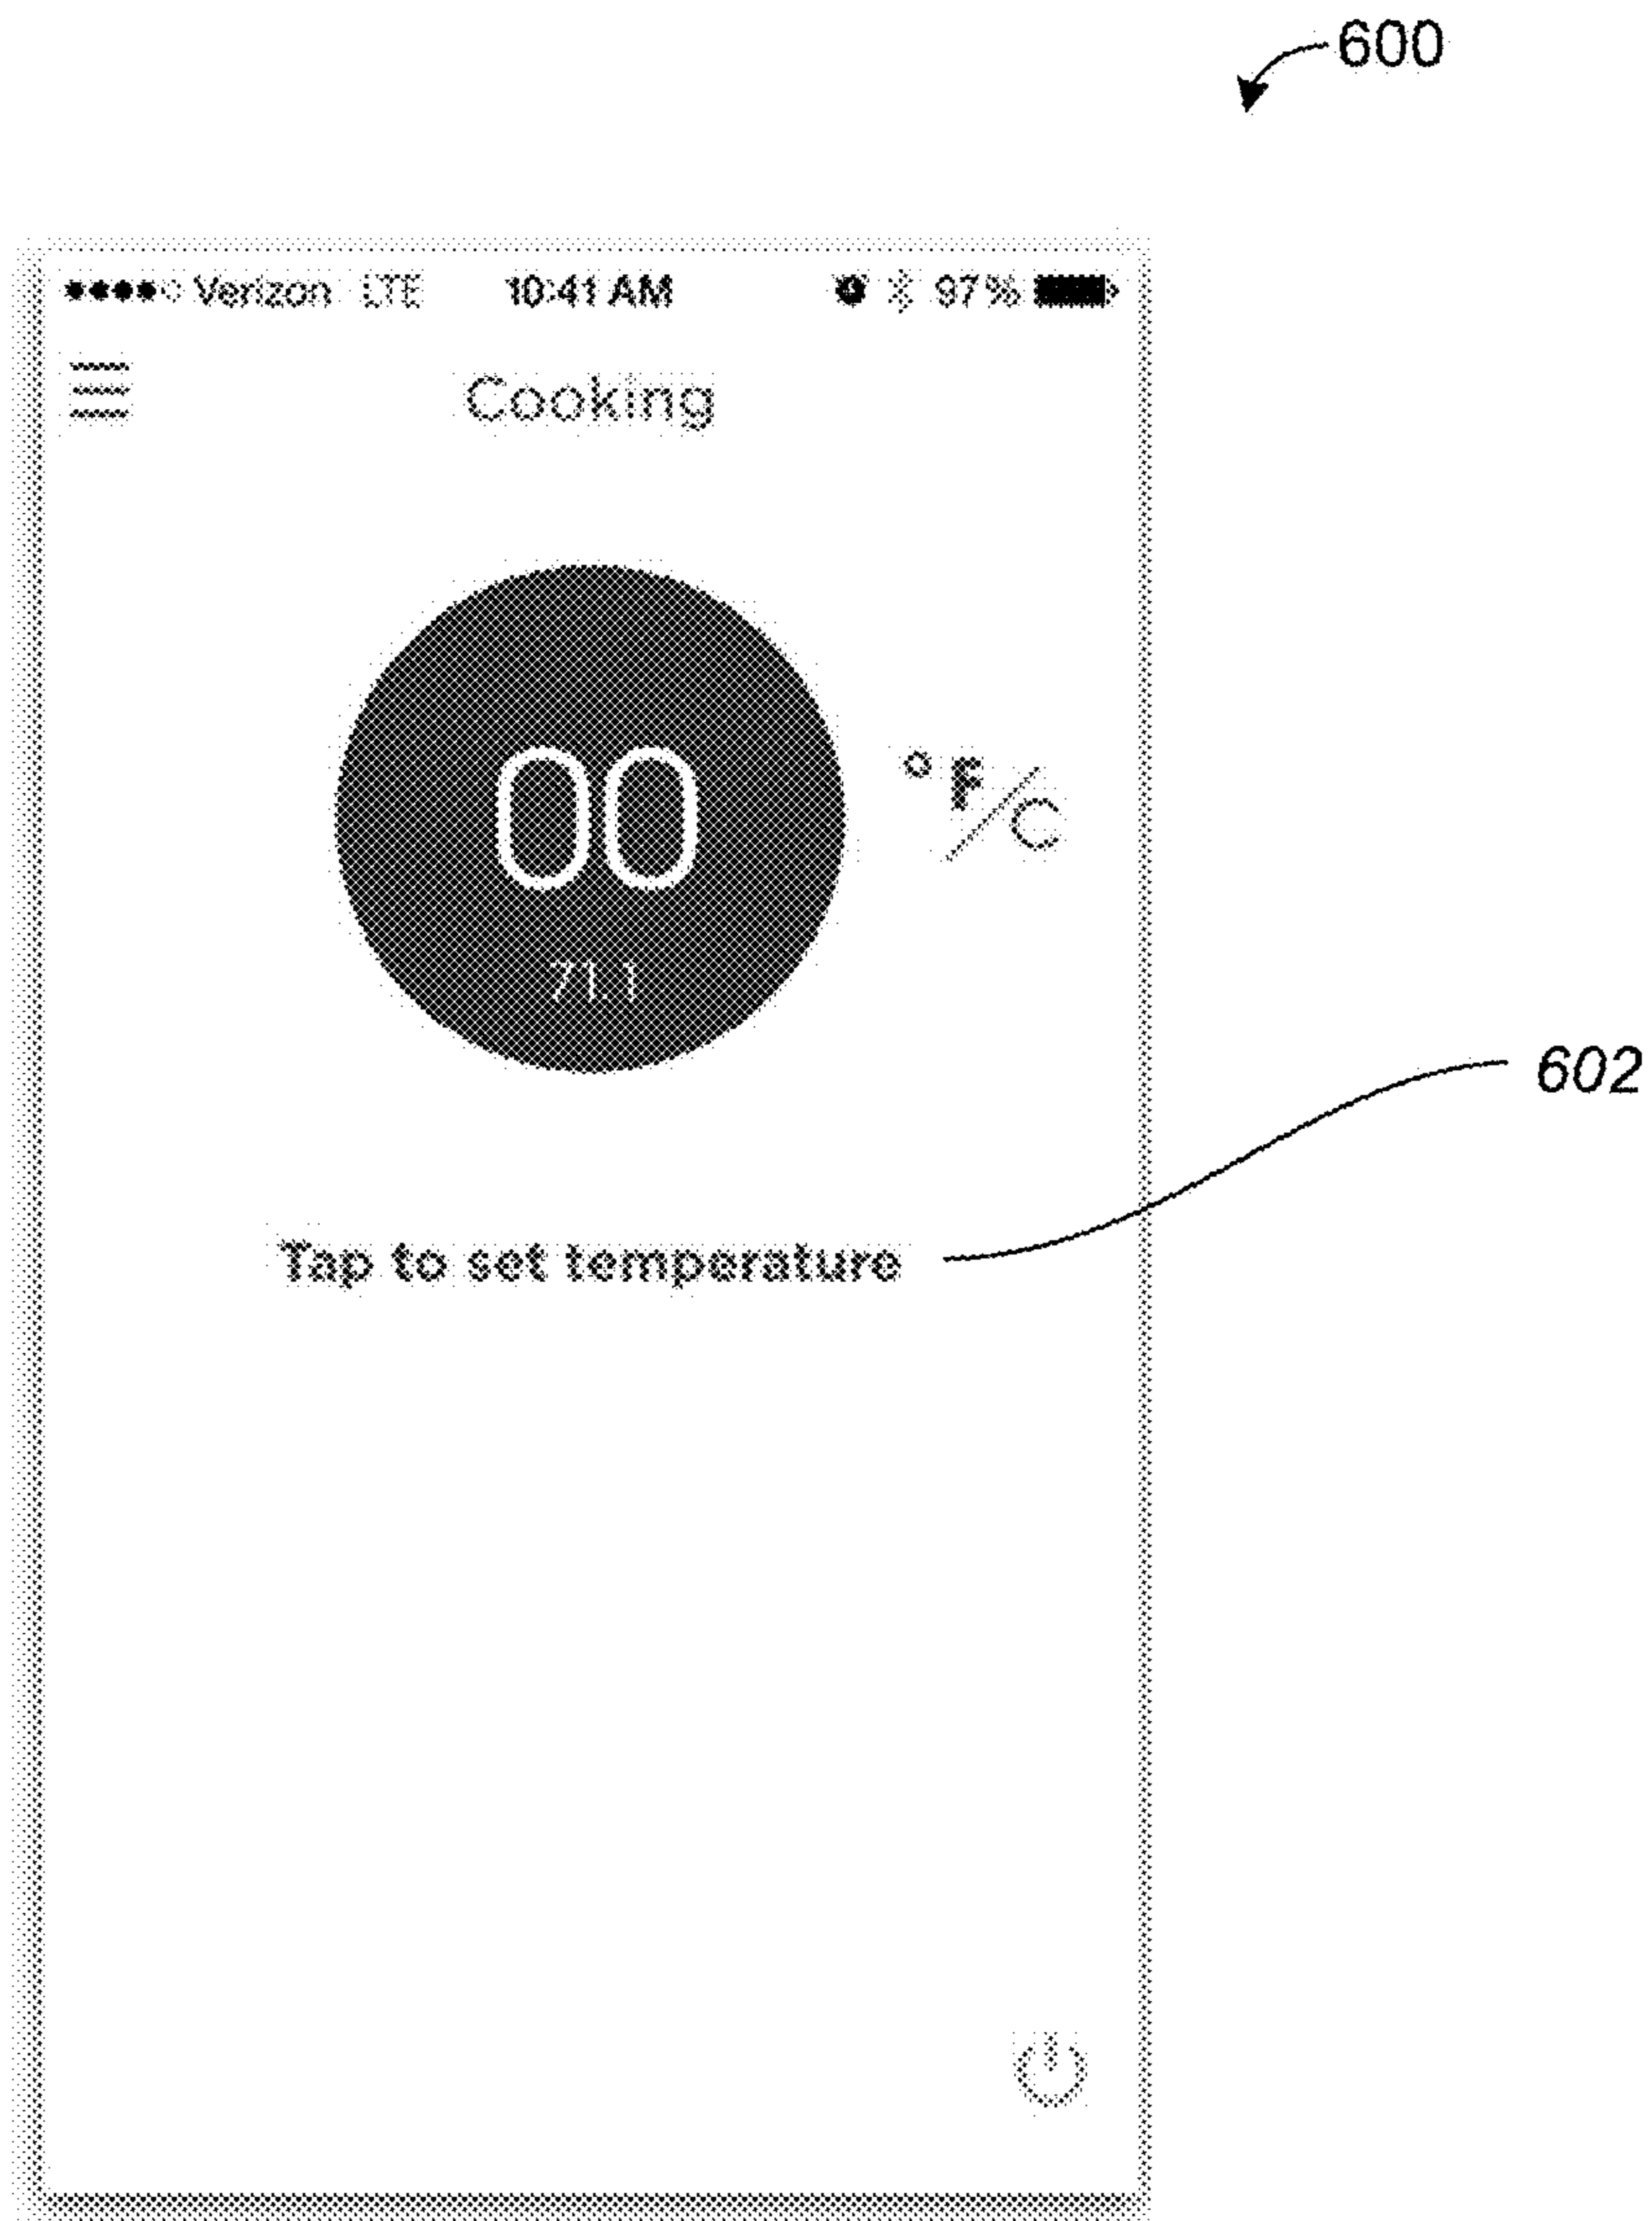 600
Verizon LTE 10:41 AM 97%
Cooking
00
°F/C
71.1
602
Tap to set temperature